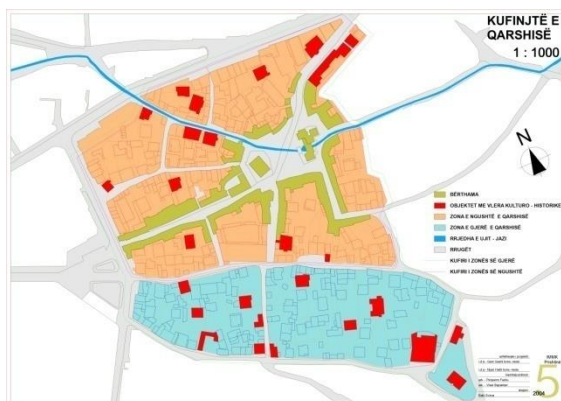 KUFINJTË E
QARSHISË
1 : 1000
N
BËRTHAMA
OBJEKTET ME VLERA KULTURO - HISTORIKE
ZONA E NGUSHTË E QARSHISË
ZONA E GJERË E QARSHISË
RRJEDHA E UJIT - JAZI
RRUGËT
KUFIRI I ZONËS SË GJERË
KUFIRI I ZONËS SË NGUSHTË
5
2004